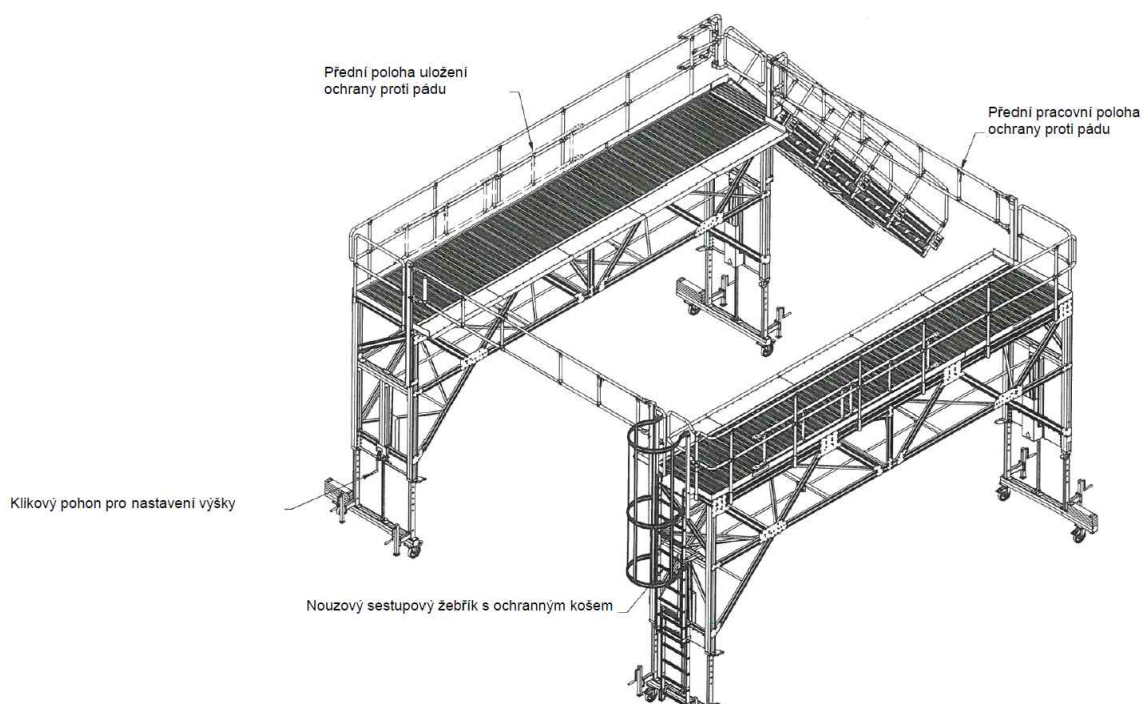 Přední poloha uložení
ochrany proti pádu
Přední pracovní poloha
ochrany proti pádu
Klikový pohon pro nastavení výšky
Nouzový sestupový žebřík s ochranným košem